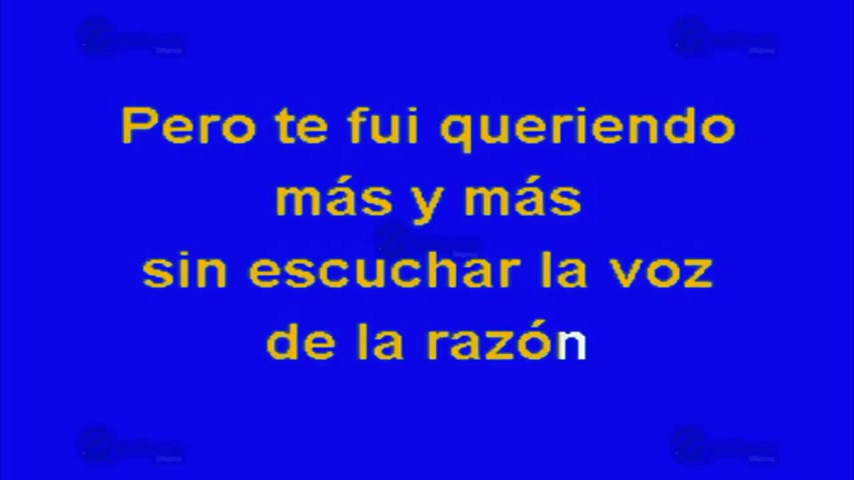 Pero te fui queriendo
más y más
sin escuchar la voz
de la razón